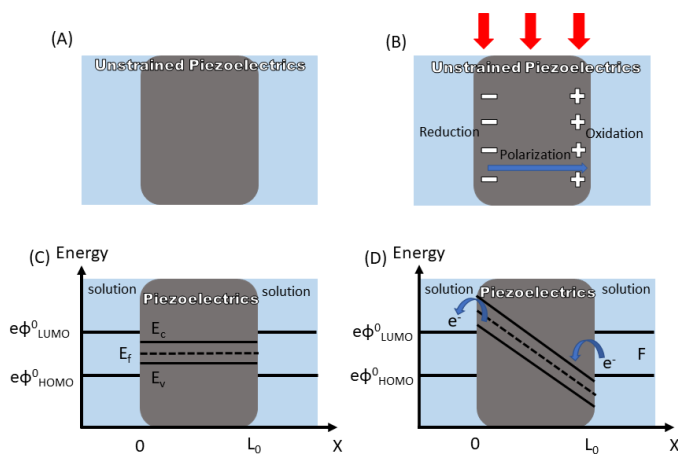 (A)
Unstrained Piezoelectrics
(B)
Unstrained Piezoelectrics
− +
− +
Reduction Oxidation
− +
Polarization
− +
(C) Energy
solution solution
Piezoelectrics
eϕ⁰LUMO
Ec
Ef
eϕ⁰HOMO
Ev
0 L₀ X
(D) Energy
solution solution
Piezoelectrics
e⁻
eϕ⁰LUMO
e⁻ F
eϕ⁰HOMO
0 L₀ X